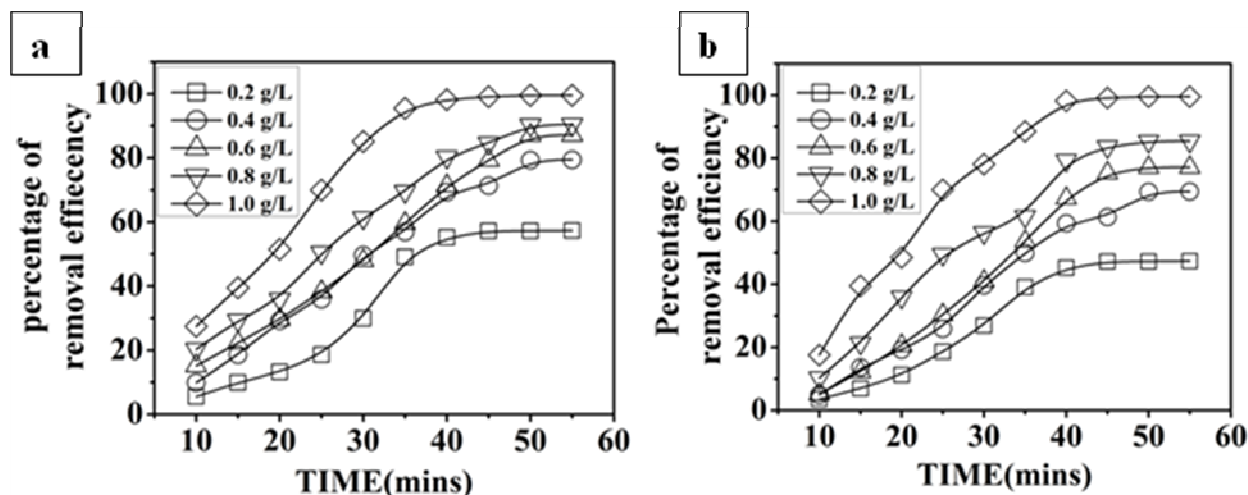 a
percentage of
removal effiecency
100
80
60
40
20
0
0.2 g/L
0.4 g/L
0.6 g/L
0.8 g/L
1.0 g/L
10 20 30 40 50 60
TIME(mins)
b
Percentage of
removal efficiency
100
80
60
40
20
0
0.2 g/L
0.4 g/L
0.6 g/L
0.8 g/L
1.0 g/L
10 20 30 40 50 60
TIME(mins)